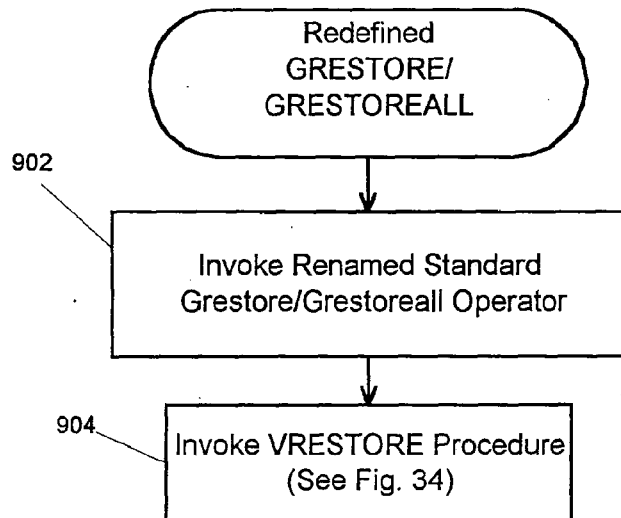 Redefined
GRESTORE/
GRESTOREALL
902
Invoke Renamed Standard
Grestore/Grestoreall Operator
904
Invoke VRESTORE Procedure
(See Fig. 34)